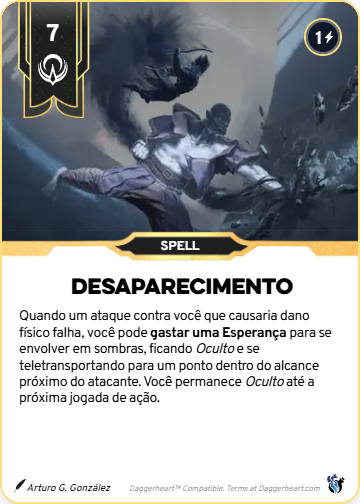 7
1
SPELL
DESAPARECIMENTO
Quando um ataque contra você que causaria dano
físico falha, você pode gastar uma Esperança para se
envolver em sombras, ficando Oculto e se
teletransportando para um ponto dentro do alcance
próximo do atacante. Você permanece Oculto até a
próxima jogada de ação.
Arturo G. González
Daggerheart™ Compatible. Terms at Daggerheart.com